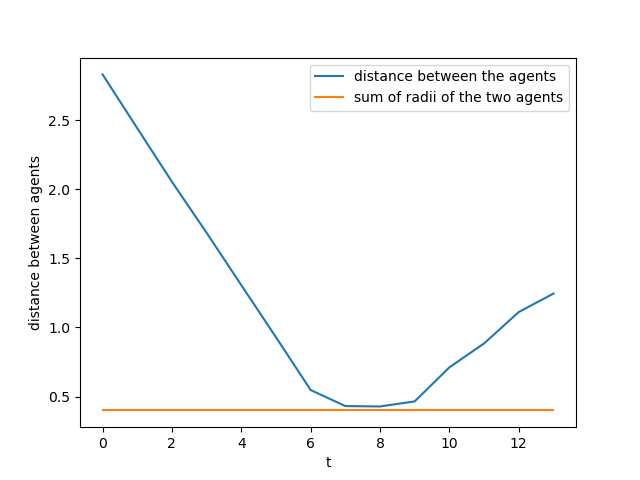 distance between the agents
sum of radii of the two agents
distance between agents
2.5
2.0
1.5
1.0
0.5
0 2 4 6 8 10 12
t